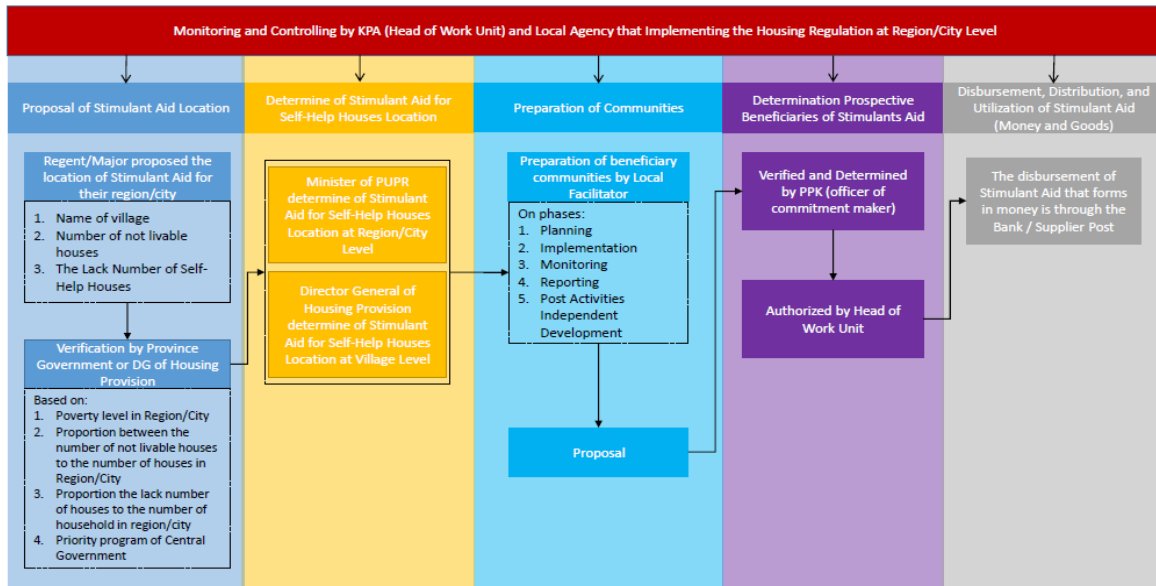 Monitoring and Controlling by KPA (Head of Work Unit) and Local Agency that Implementing the Housing Regulation at Region/City Level
Proposal of Stimulant Aid Location
Regent/Major proposed the
location of Stimulant Aid for
their region/city
1. Name of village
2. Number of not livable
houses
3. The Lack Number of Self-
Help Houses
Verification by Province
Government or DG of Housing
Provision
Based on:
1. Poverty level in Region/City
2. Proportion between the
number of not livable houses
to the number of houses in
Region/City
3. Proportion the lack number
of houses to the number of
household in region/city
4. Priority program of Central
Government
Determine of Stimulant Aid for
Self-Help Houses Location
Minister of PUPR
determine of Stimulant
Aid for Self-Help Houses
Location at Region/City
Level
Director General of
Housing Provision
determine of Stimulant
Aid for Self-Help Houses
Location at Village Level
Preparation of Communities
Preparation of beneficiary
communities by Local
Facilitator
On phases:
1. Planning
2. Implementation
3. Monitoring
4. Reporting
5. Post Activities
Independent
Development
Proposal
Determination Prospective
Beneficiaries of Stimulants Aid
Verified and Determined
by PPK (officer of
commitment maker)
Authorized by Head of
Work Unit
Disbursement, Distribution, and
Utilization of Stimulant Aid
(Money and Goods)
The disbursement of
Stimulant Aid that forms
in money is through the
Bank / Supplier Post